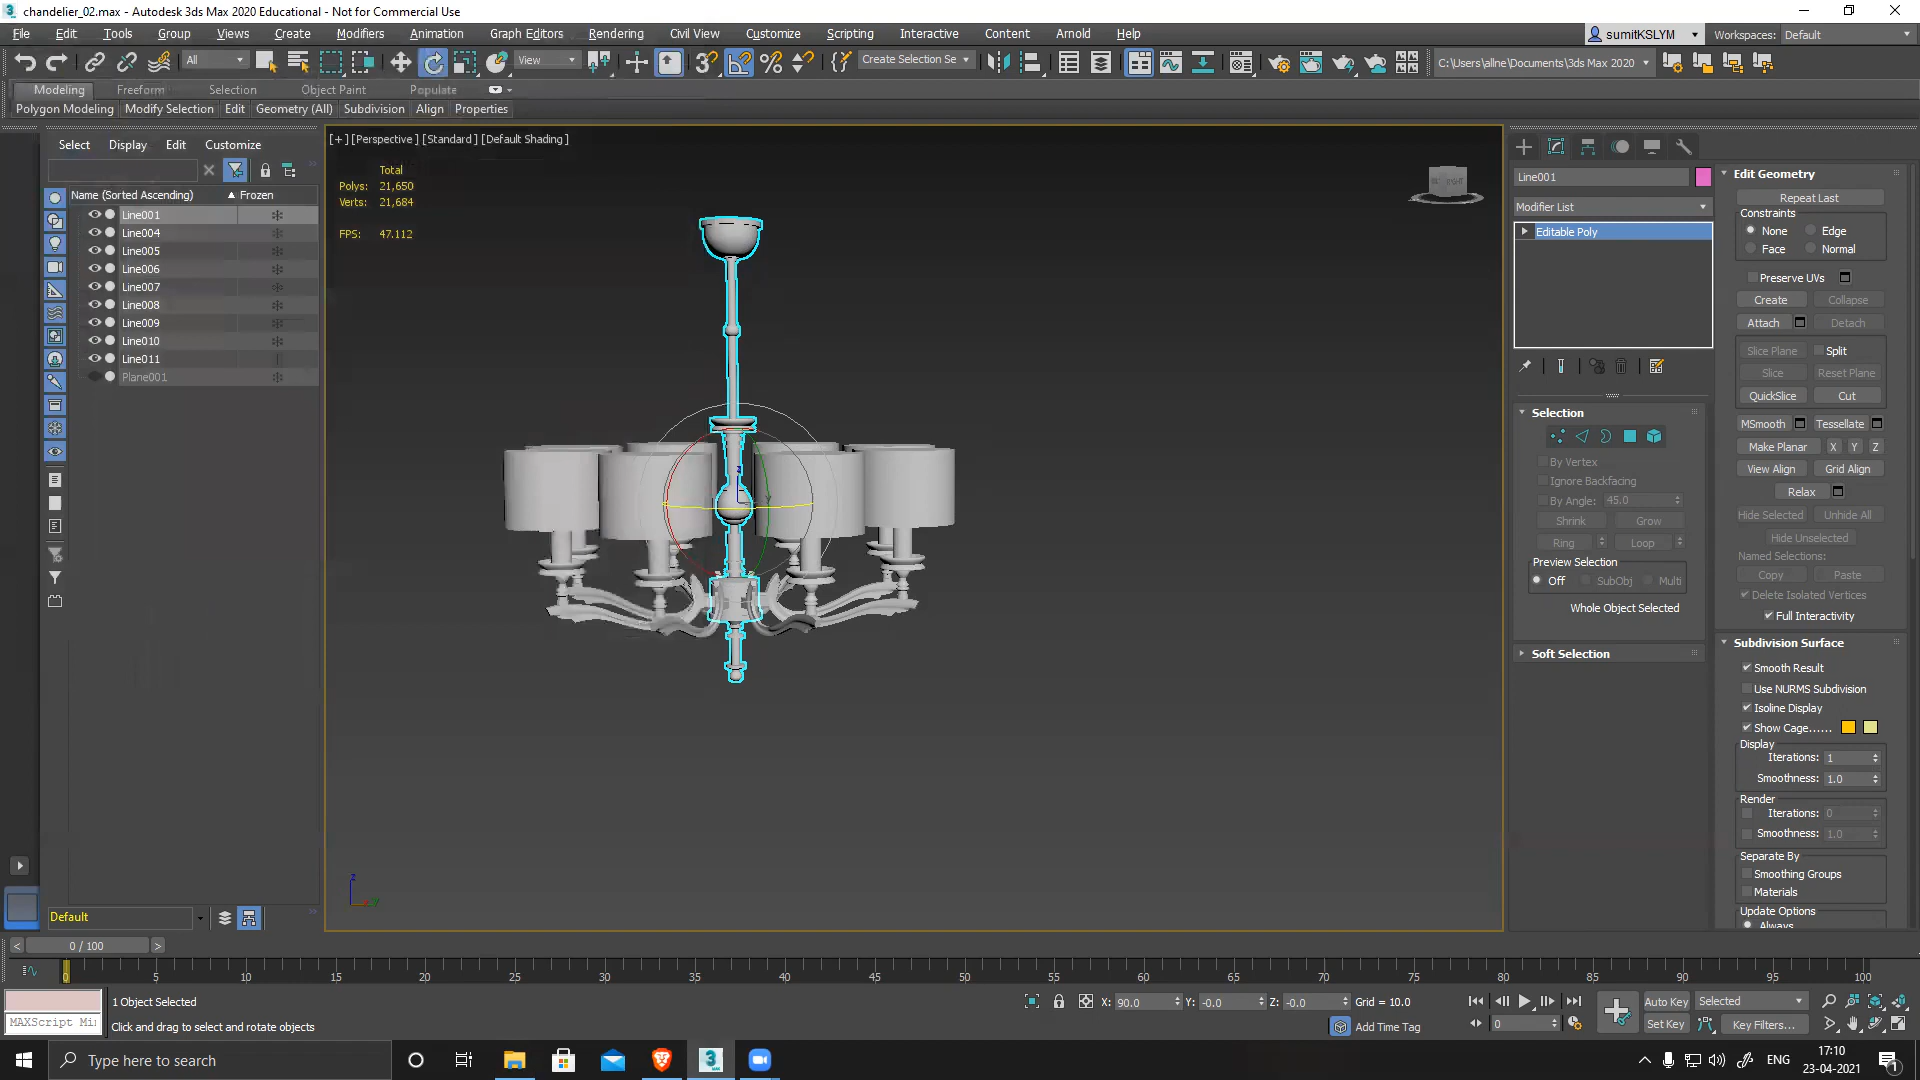 chandelier_02.max - Autodesk 3ds Max 2020 Educational - Not for Commercial Use
File Edit Tools Group Views Create Modifiers Animation Graph Editors Rendering Civil View Customize Scripting Interactive Content Arnold Help
sumitKSLYM Workspaces: Default
All View Create Selection Se C:\Users\allne\Documents\3ds Max 2020
Modeling Freeform Selection Object Paint Populate
Polygon Modeling Modify Selection Edit Geometry (All) Subdivision Align Properties
Select Display Edit Customize
Name (Sorted Ascending) Frozen
Line001
Line004
Line005
Line006
Line007
Line008
Line009
Line010
Line011
Plane001
Default
[+] [Perspective] [Standard] [Default Shading]
Total
Polys: 21,650
Verts: 21,684
FPS: 47.112
Line001
Modifier List
Editable Poly
Selection
By Vertex
Ignore Backfacing
By Angle: 45.0
Shrink Grow
Ring Loop
Preview Selection
Off SubObj Multi
Whole Object Selected
Soft Selection
Edit Geometry
Repeat Last
Constraints
None Edge
Face Normal
Preserve UVs
Create Collapse
Attach Detach
Slice Plane Split
Slice Reset Plane
QuickSlice Cut
MSmooth Tessellate
Make Planar X Y Z
View Align Grid Align
Relax
Hide Selected Unhide All
Hide Unselected
Named Selections:
Copy Paste
Delete Isolated Vertices
Full Interactivity
Subdivision Surface
Smooth Result
Use NURMS Subdivision
Isoline Display
Show Cage......
Display
Iterations: 1
Smoothness: 1.0
Render
Iterations: 0
Smoothness: 1.0
Separate By
Smoothing Groups
Materials
Update Options
Always
< 0 / 100 >
0 5 10 15 20 25 30 35 40 45 50 55 60 65 70 75 80 85 90 95 100
1 Object Selected
X: 90.0 Y: -0.0 Z: -0.0 Grid = 10.0
Auto Key Selected
MAXScript Mi
Click and drag to select and rotate objects
Add Time Tag
0
Set Key Key Filters...
Type here to search
ENG
17:10
23-04-2021
1